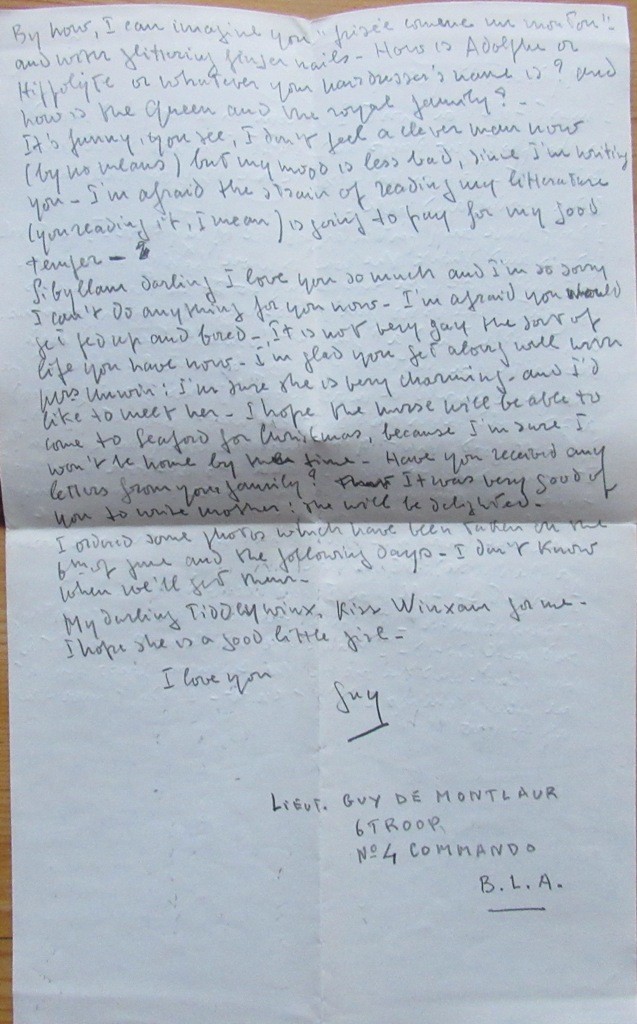 By now, I can imagine you "frisée comme un mouton"
and with glittering finger nails - How is Adolphe or
Hippolyte or whatever your hairdresser's name is? and
how is the Queen and the royal family? -
It's funny, you see, I don't feel a clever man now
(by no means) but my mood is less bad, since I'm writing
you - I'm afraid the strain of reading my litterature
(you reading it, I mean) is going to pay for my good
temper -
Sibyllam darling I love you so much and I'm so sorry
I can't do anything for you now - I'm afraid you would
get fed up and bored - It is not very gay the sort of
life you have now - I'm glad you get along well with
Mrs Unwin: I'm sure she is very charming - and I'd
like to meet her - I hope the nurse will be able to
come to Seaford for Christmas, because I'm sure I
won't be home by time - Have you received any
letters from your family? It was very good of
you to write mother: she will be delighted -
I ordered some photos which have been taken on the
6th of June and the following days - I don't know
when we'll get them -
My darling Tiddlywinx, Kiss Winxam for me -
I hope she is a good little girl -
I love you
Guy
LIEUT. GUY DE MONTLAUR
6 TROOP
No 4 COMMANDO
B.L.A.